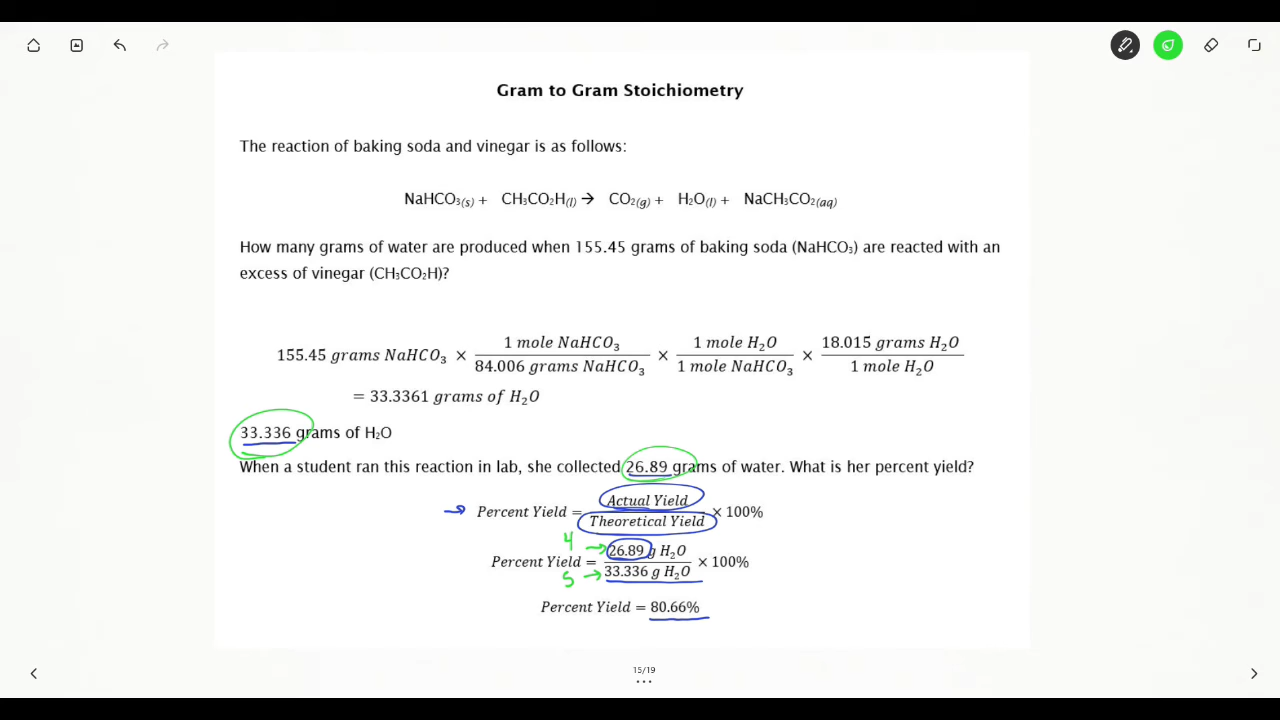 Gram to Gram Stoichiometry
The reaction of baking soda and vinegar is as follows:
NaHCO₃(s) + CH₃CO₂H(l) → CO₂(g) + H₂O(l) + NaCH₃CO₂(aq)
How many grams of water are produced when 155.45 grams of baking soda (NaHCO₃) are reacted with an
excess of vinegar (CH₃CO₂H)?
155.45 grams NaHCO₃ × 1 mole NaHCO₃ / 84.006 grams NaHCO₃ × 1 mole H₂O / 1 mole NaHCO₃ × 18.015 grams H₂O / 1 mole H₂O
= 33.3361 grams of H₂O
33.336 grams of H₂O
When a student ran this reaction in lab, she collected 26.89 grams of water. What is her percent yield?
→ Percent Yield = Actual Yield / Theoretical Yield × 100%
4 →
Percent Yield = 26.89 g H₂O / 33.336 g H₂O × 100%
5 →
Percent Yield = 80.66%
15/19